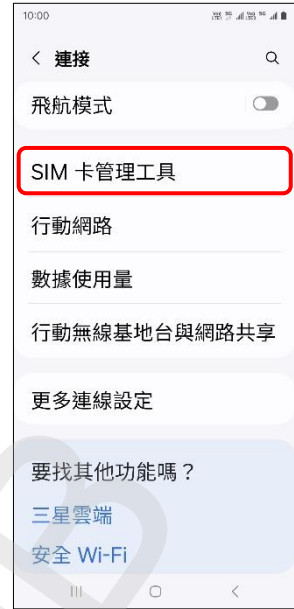 10:00
連接
飛航模式
SIM 卡管理工具
行動網路
數據使用量
行動無線基地台與網路共享
更多連線設定
要找其他功能嗎？
三星雲端
安全 Wi-Fi